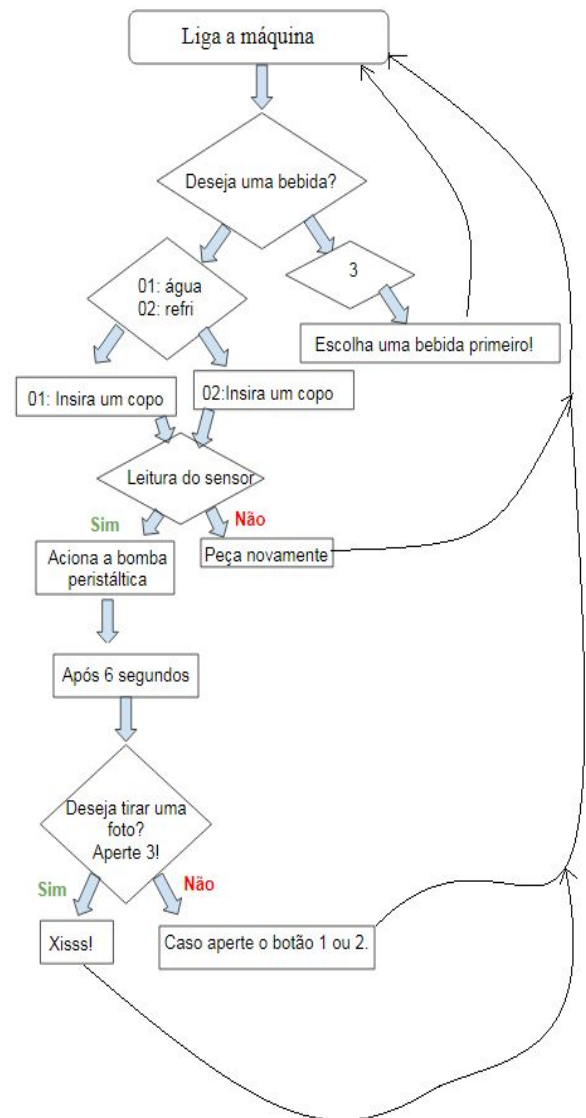 Liga a máquina
Deseja uma bebida?
01: água
02: refri
3
Escolha uma bebida primeiro!
01: Insira um copo
02:Insira um copo
Leitura do sensor
Sim
Não
Aciona a bomba
peristáltica
Peça novamente
Após 6 segundos
Deseja tirar uma
foto?
Aperte 3!
Sim
Não
Xisss!
Caso aperte o botão 1 ou 2.